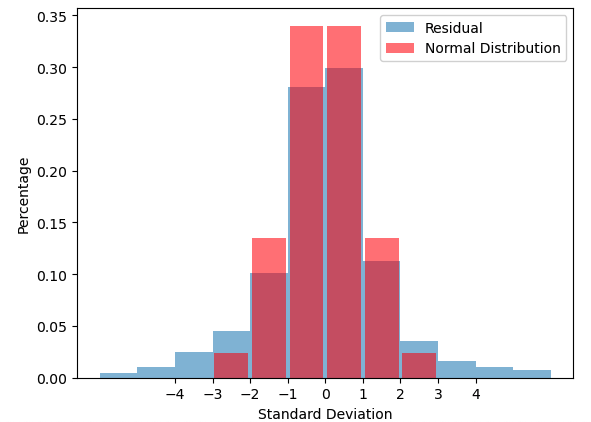 0.35
0.30
0.25
0.20
0.15
0.10
0.05
0.00
Percentage
Residual
Normal Distribution
−4 −3 −2 −1 0 1 2 3 4
Standard Deviation